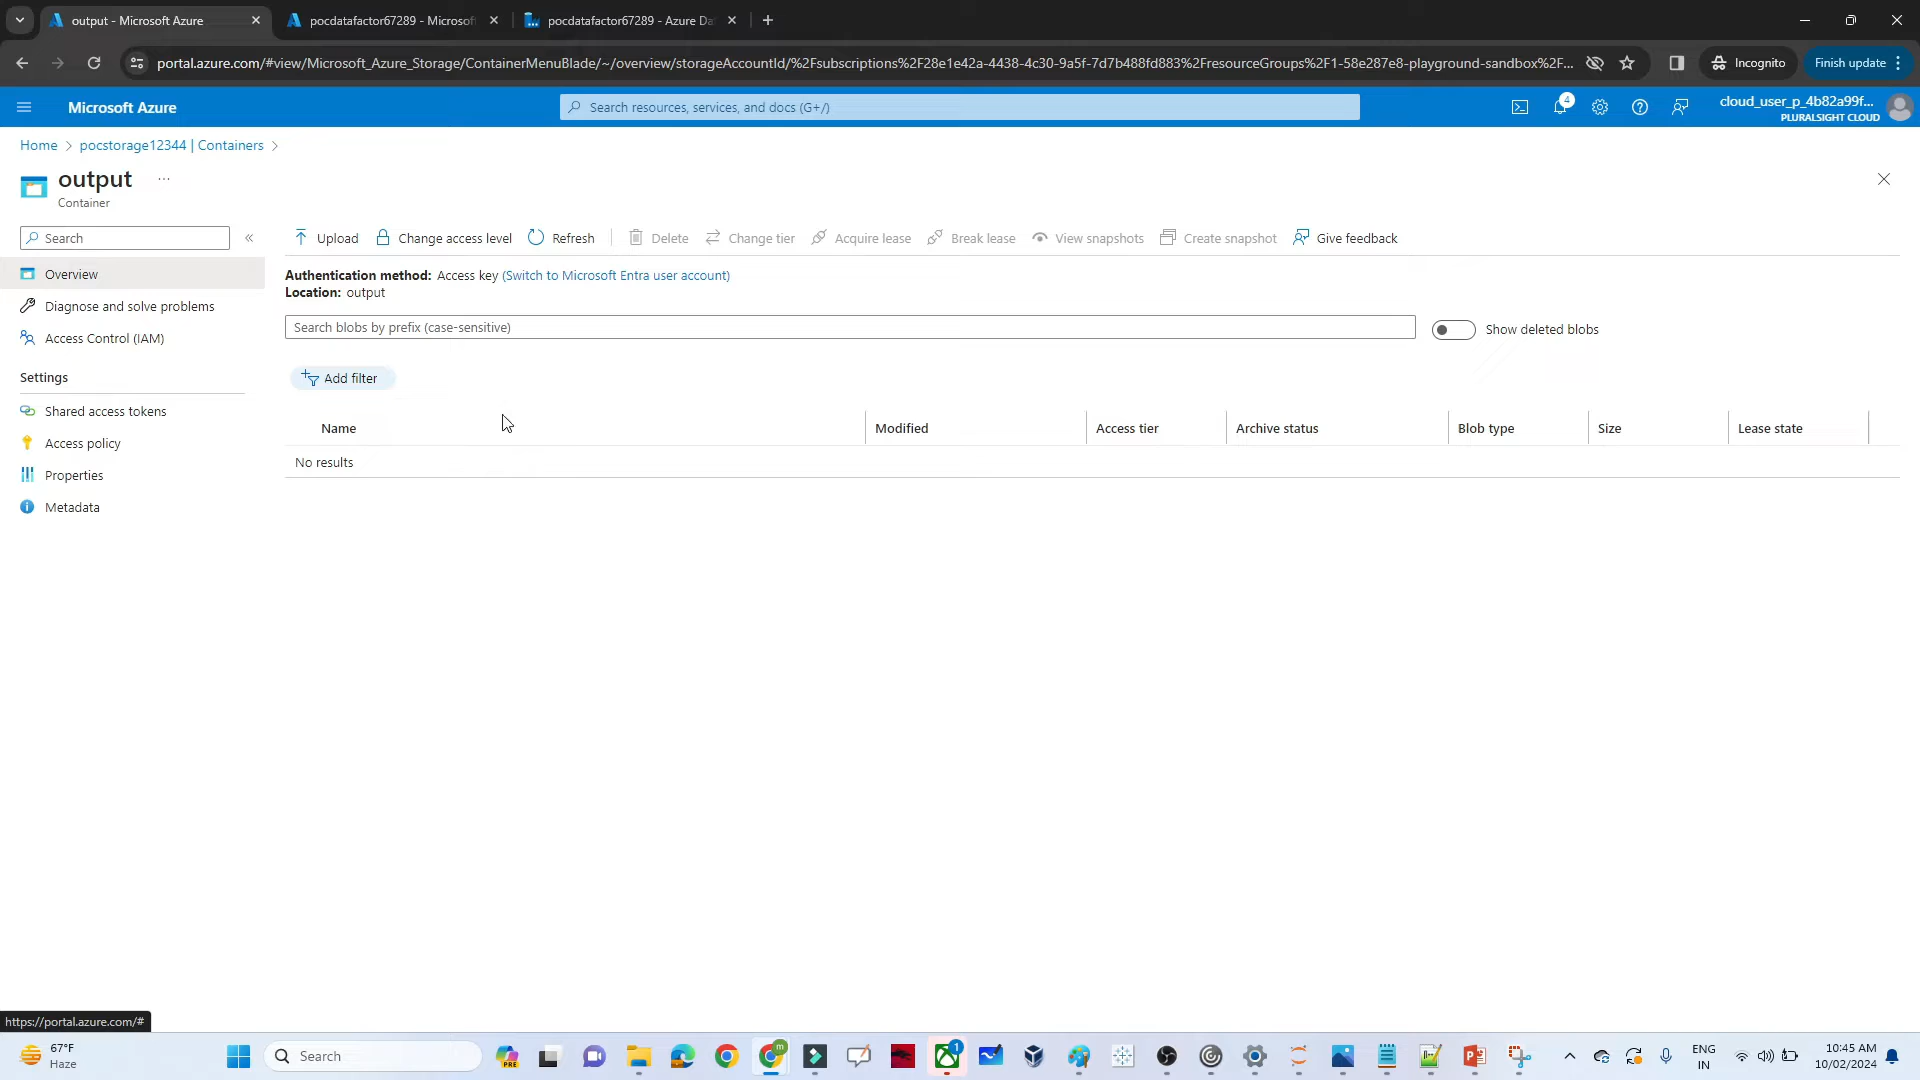 output - Microsoft Azure
pocdatafactor67289 - Microsof
pocdatafactor67289 - Azure Da
portal.azure.com/#view/Microsoft_Azure_Storage/ContainerMenuBlade/~/overview/storageAccountId/%2Fsubscriptions%2F28e1e42a-4438-4c30-9a5f-7d7b488fd883%2FresourceGroups%2F1-58e287e8-playground-sandbox%2F...
Incognito
Finish update
Microsoft Azure
Search resources, services, and docs (G+/)
4
cloud_user_p_4b82a99f...
PLURALSIGHT CLOUD
Home > pocstorage12344 | Containers >
output ...
Container
Search
Overview
Diagnose and solve problems
Access Control (IAM)
Settings
Shared access tokens
Access policy
Properties
Metadata
Upload Change access level Refresh Delete Change tier Acquire lease Break lease View snapshots Create snapshot Give feedback
Authentication method: Access key (Switch to Microsoft Entra user account)
Location: output
Search blobs by prefix (case-sensitive)
Show deleted blobs
Add filter
Name Modified Access tier Archive status Blob type Size Lease state
No results
https://portal.azure.com/#
67°F
Haze
Search
PRE
m
1
ENG
IN
10:45 AM
10/02/2024